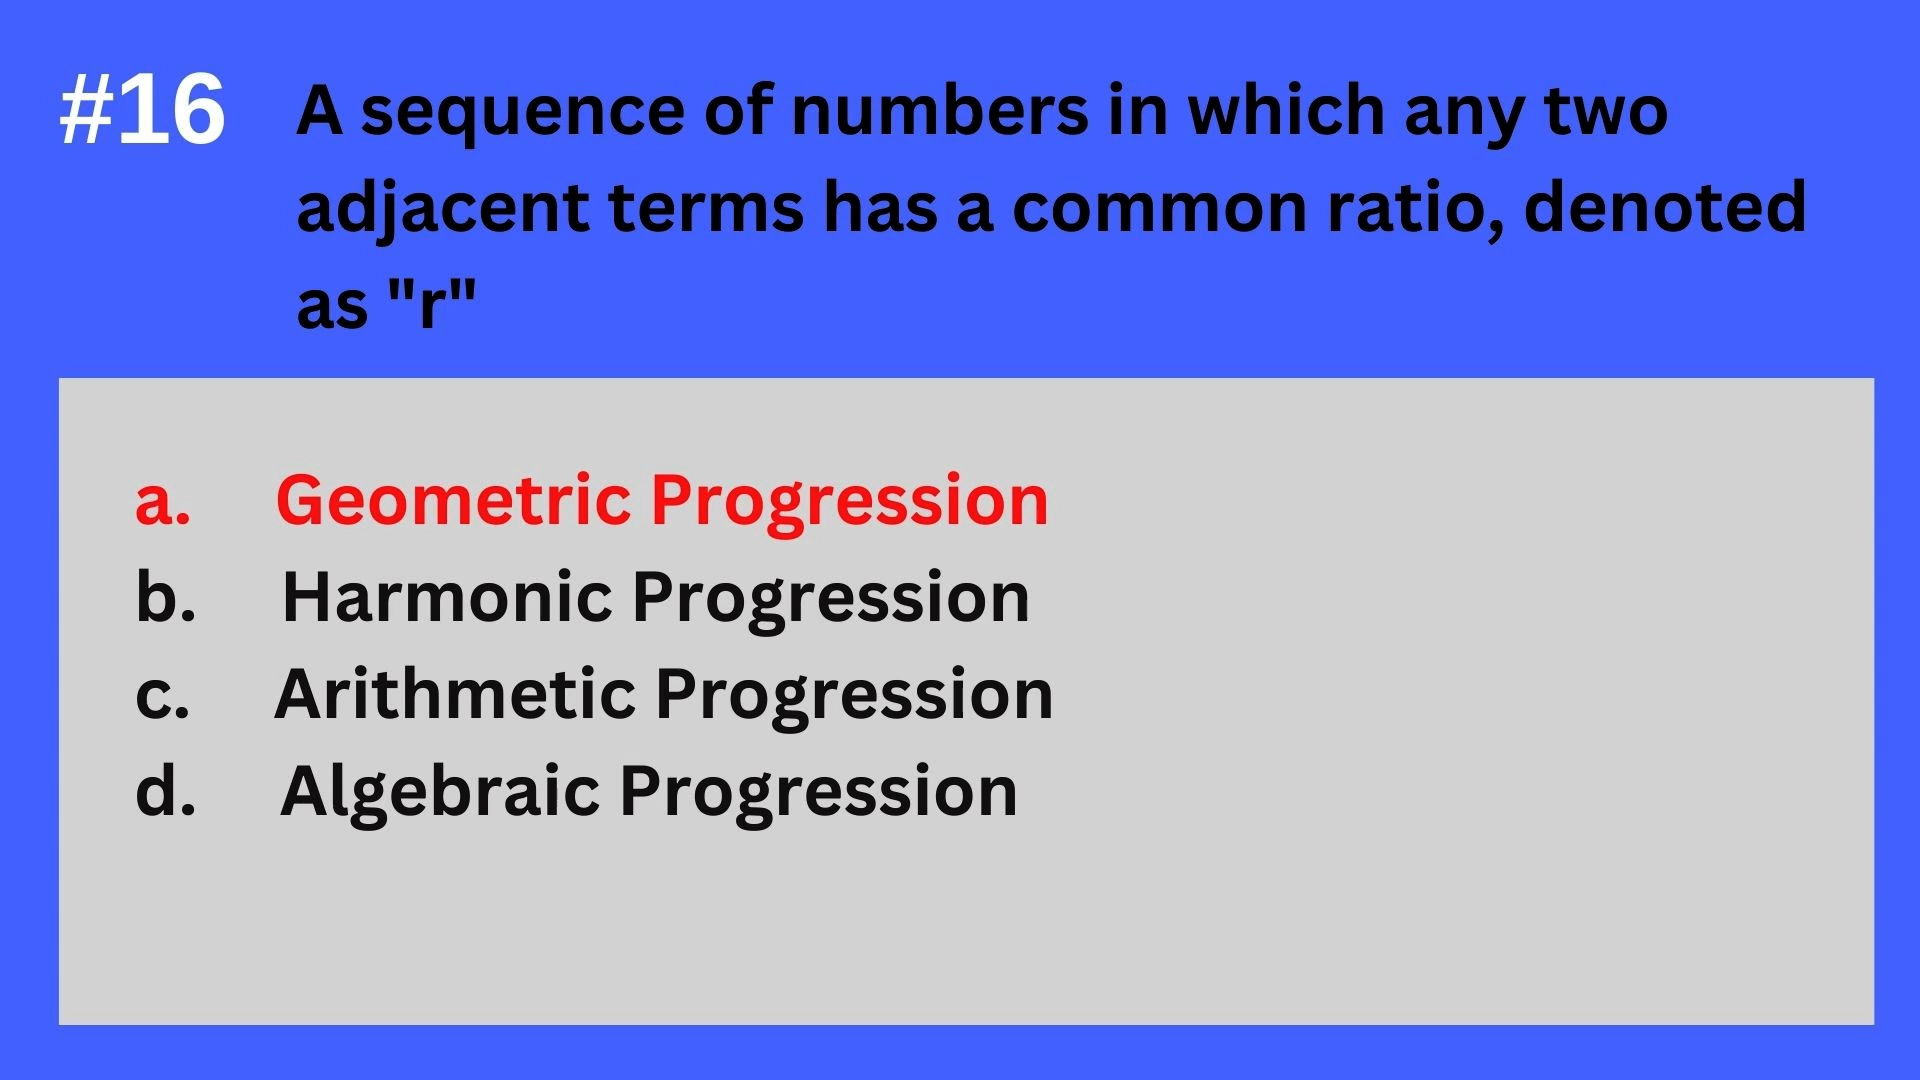 #16 A sequence of numbers in which any two
adjacent terms has a common ratio, denoted
as "r"
a. Geometric Progression
b. Harmonic Progression
c. Arithmetic Progression
d. Algebraic Progression